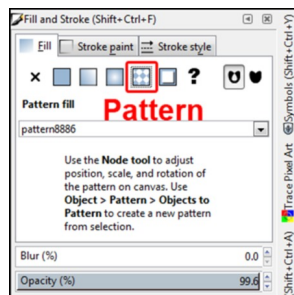 Fill and Stroke (Shift+Ctrl+F)
Fill Stroke paint Stroke style
?
Pattern fill
Pattern
pattern8886
Use the Node tool to adjust
position, scale, and rotation of
the pattern on canvas. Use
Object > Pattern > Objects to
Pattern to create a new pattern
from selection.
Blur (%) 0.0
Opacity (%) 99.6
Symbols (Shift+Ctrl+Y)
Trace Pixel Art
(Shift+Ctrl+A)